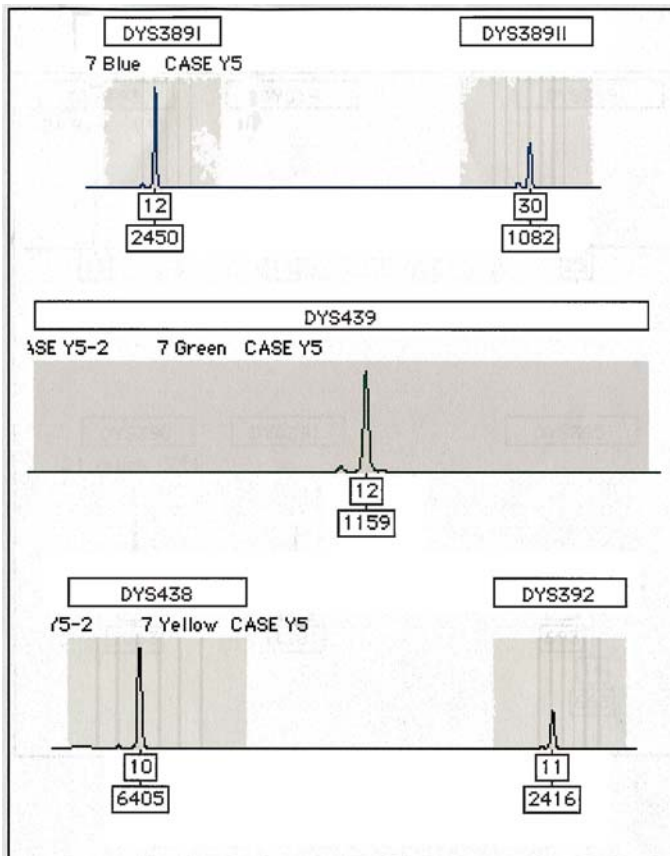 DYS389I DYS389II
7 Blue CASE Y5
12 30
2450 1082
DYS439
ASE Y5-2 7 Green CASE Y5
12
1159
DYS438 DYS392
Y5-2 7 Yellow CASE Y5
10 11
6405 2416